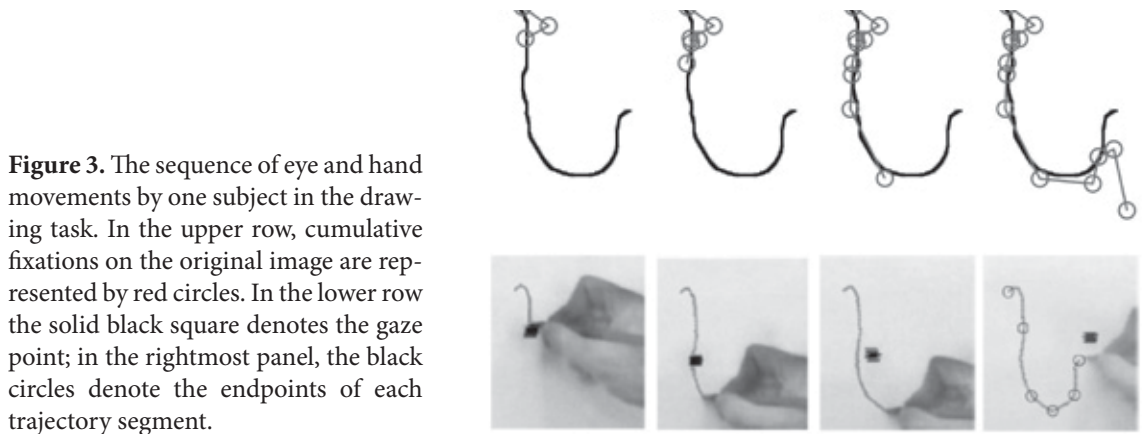 Figure 3. The sequence of eye and hand
movements by one subject in the draw-
ing task. In the upper row, cumulative
fixations on the original image are rep-
resented by red circles. In the lower row
the solid black square denotes the gaze
point; in the rightmost panel, the black
circles denote the endpoints of each
trajectory segment.